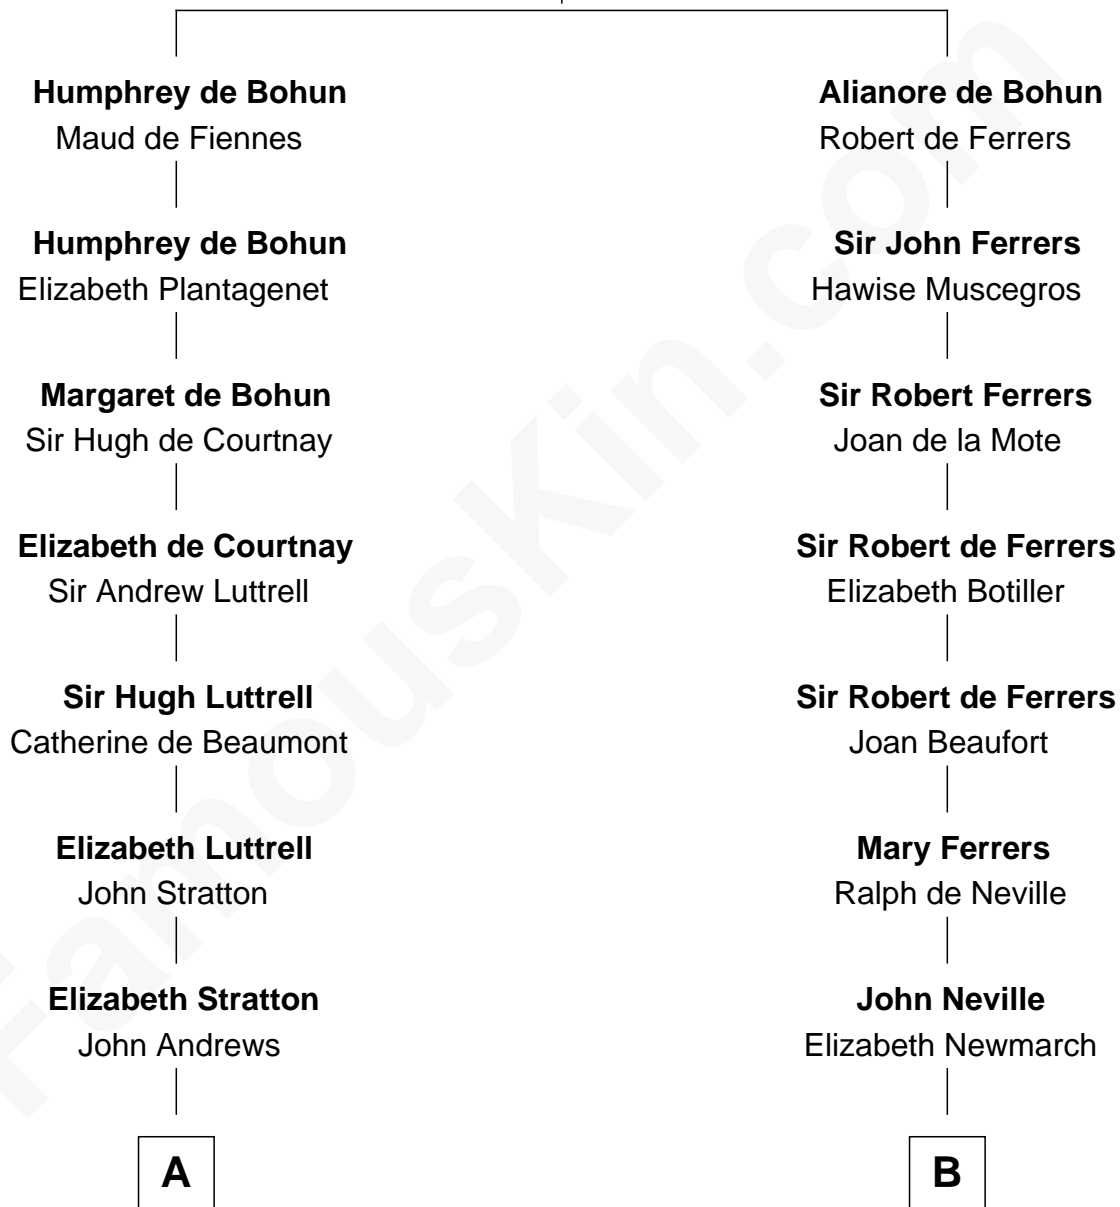 Humphrey de Bohun
Maud de Fiennes
Humphrey de Bohun
Elizabeth Plantagenet
Margaret de Bohun
Sir Hugh de Courtnay
Elizabeth de Courtnay
Sir Andrew Luttrell
Sir Hugh Luttrell
Catherine de Beaumont
Elizabeth Luttrell
John Stratton
Elizabeth Stratton
John Andrews
A
Alianore de Bohun
Robert de Ferrers
Sir John Ferrers
Hawise Muscegros
Sir Robert Ferrers
Joan de la Mote
Sir Robert de Ferrers
Elizabeth Botiller
Sir Robert de Ferrers
Joan Beaufort
Mary Ferrers
Ralph de Neville
John Neville
Elizabeth Newmarch
B
FamousKin.com